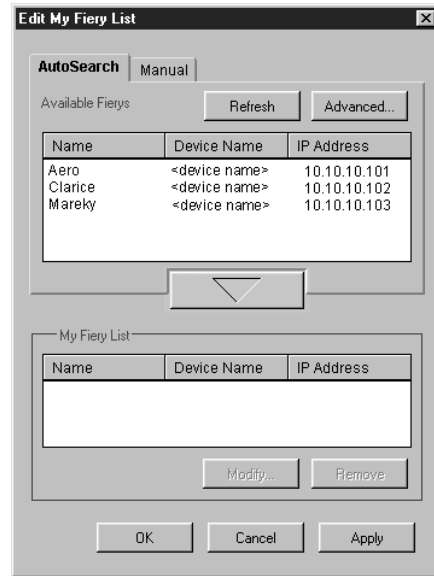 Edit My Fiery List
AutoSearch Manual
Available Fierys Refresh Advanced...
Name Device Name IP Address
Aero <device name> 10.10.10.101
Clarice <device name> 10.10.10.102
Mareky <device name> 10.10.10.103
My Fiery List
Name Device Name IP Address
Modify... Remove
OK Cancel Apply